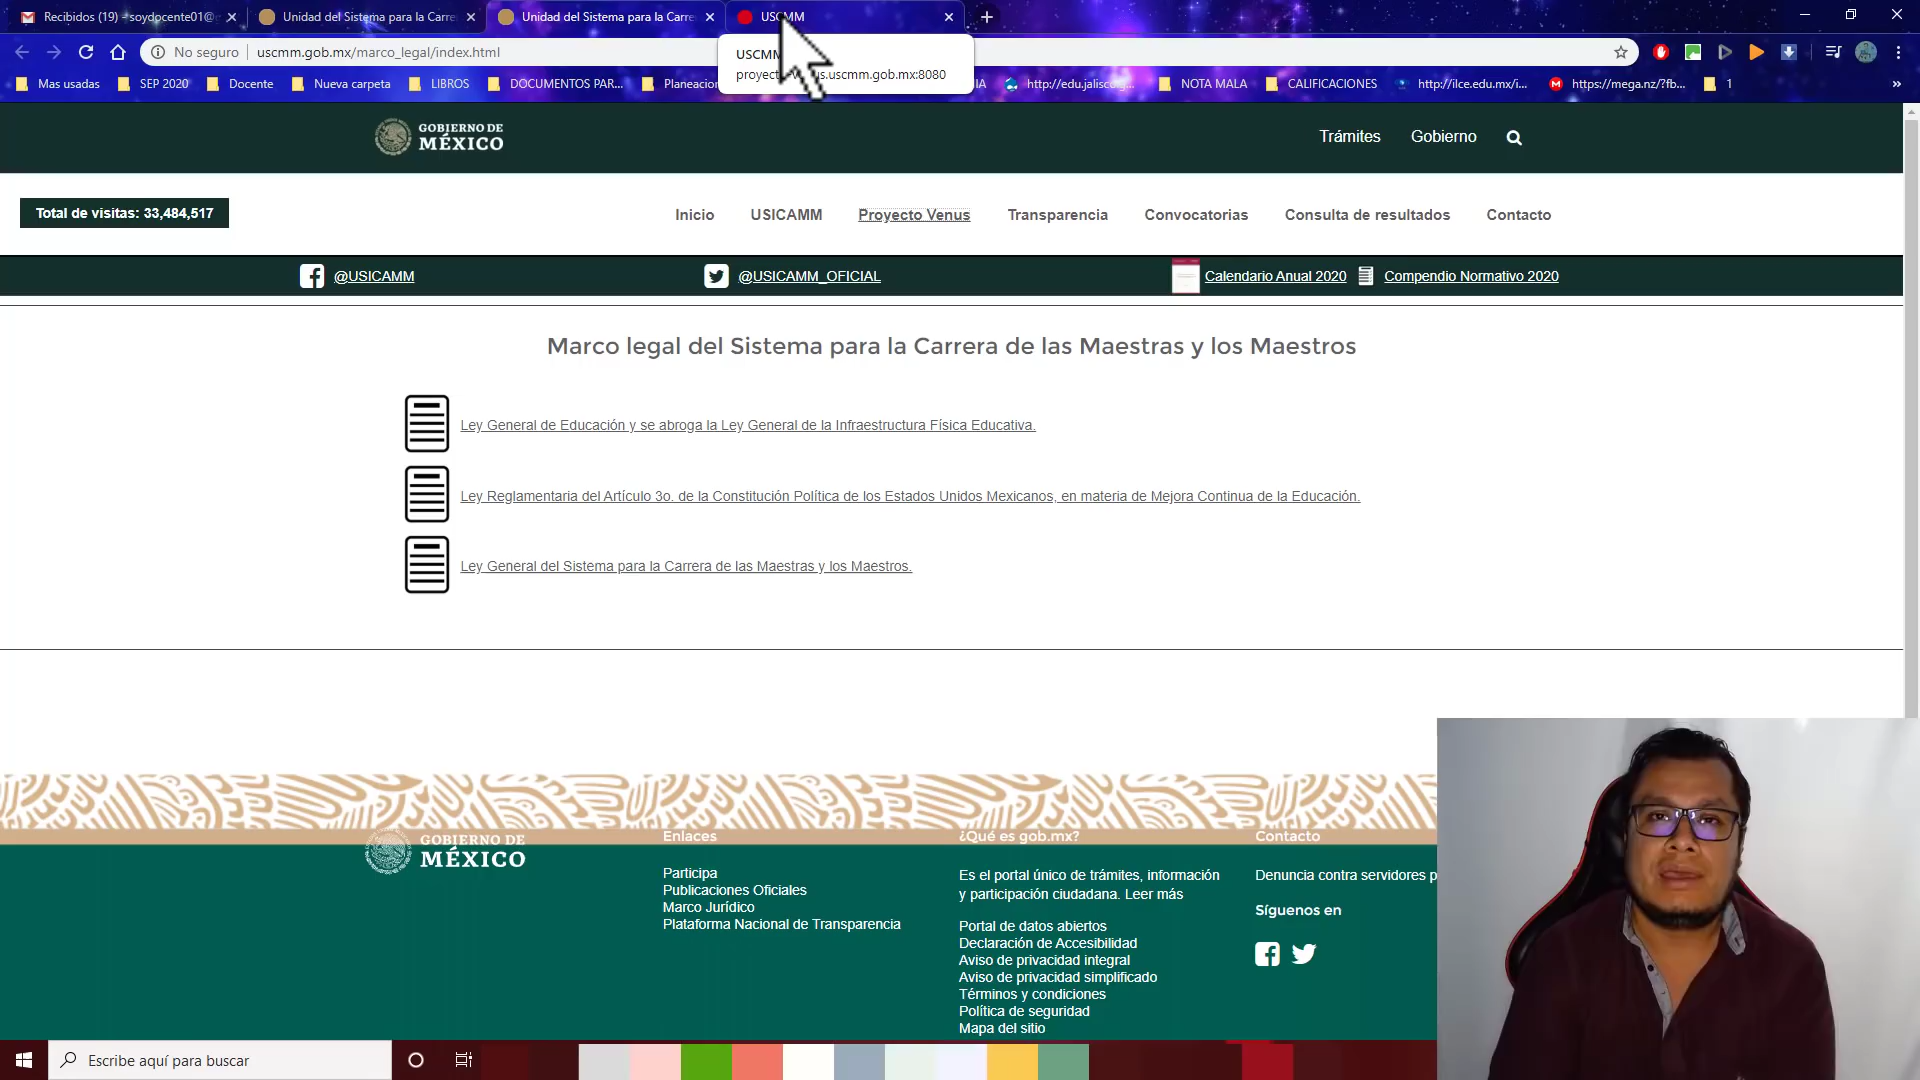 Recibidos (19) - soydocente01@
Unidad del Sistema para la Carre
Unidad del Sistema para la Carre
USCMM
No seguro
uscmm.gob.mx/marco_legal/index.html
USCMM
uscmm.gob.mx:8080
Mas usadas
SEP 2020
Docente
Nueva carpeta
LIBROS
DOCUMENTOS PAR...
Planeacion
IA
http://edu.jalisco.g...
NOTA MALA
CALIFICACIONES
http://ilce.edu.mx/i...
https://mega.nz/?fb...
1
»
GOBIERNO DE
MÉXICO
Trámites
Gobierno
Total de visitas: 33,484,517
Inicio
USICAMM
Proyecto Venus
Transparencia
Convocatorias
Consulta de resultados
Contacto
@USICAMM
@USICAMM_OFICIAL
Calendario Anual 2020
Compendio Normativo 2020
Marco legal del Sistema para la Carrera de las Maestras y los Maestros
Ley General de Educación y se abroga la Ley General de la Infraestructura Física Educativa.
Ley Reglamentaria del Artículo 3o. de la Constitución Política de los Estados Unidos Mexicanos, en materia de Mejora Continua de la Educación.
Ley General del Sistema para la Carrera de las Maestras y los Maestros.
GOBIERNO DE
MÉXICO
Enlaces
Participa
Publicaciones Oficiales
Marco Jurídico
Plataforma Nacional de Transparencia
¿Qué es gob.mx?
Es el portal único de trámites, información
y participación ciudadana. Leer más
Portal de datos abiertos
Declaración de Accesibilidad
Aviso de privacidad integral
Aviso de privacidad simplificado
Términos y condiciones
Política de seguridad
Mapa del sitio
Contacto
Denuncia contra servidores p
Síguenos en
Escribe aquí para buscar